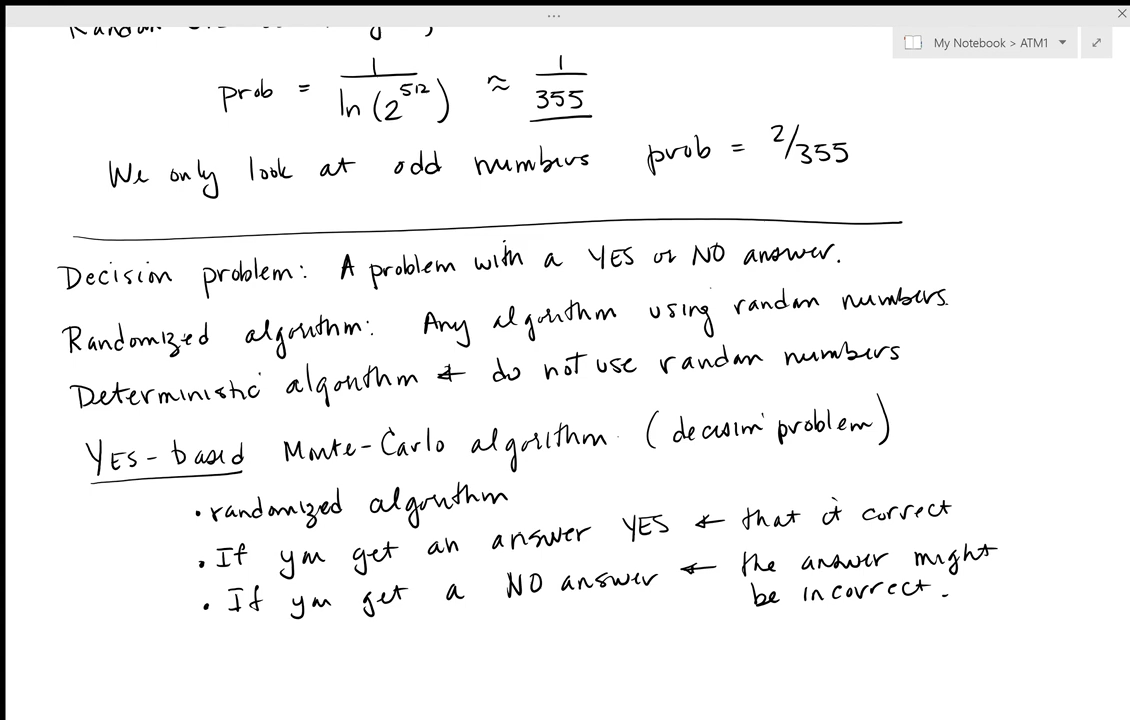 ...
My Notebook > ATM1
prob = 1/ln(2^512) ≈ 1/355
We only look at odd numbers prob = 2/355
Decision problem: A problem with a YES or NO answer.
Randomized algorithm: Any algorithm using random numbers.
Deterministic algorithm ← do not use random numbers
YES-based Monte-Carlo algorithm (decision problem)
• randomized algorithm
• If you get an answer YES ← that is correct
• If you get a NO answer ← the answer might
be incorrect.